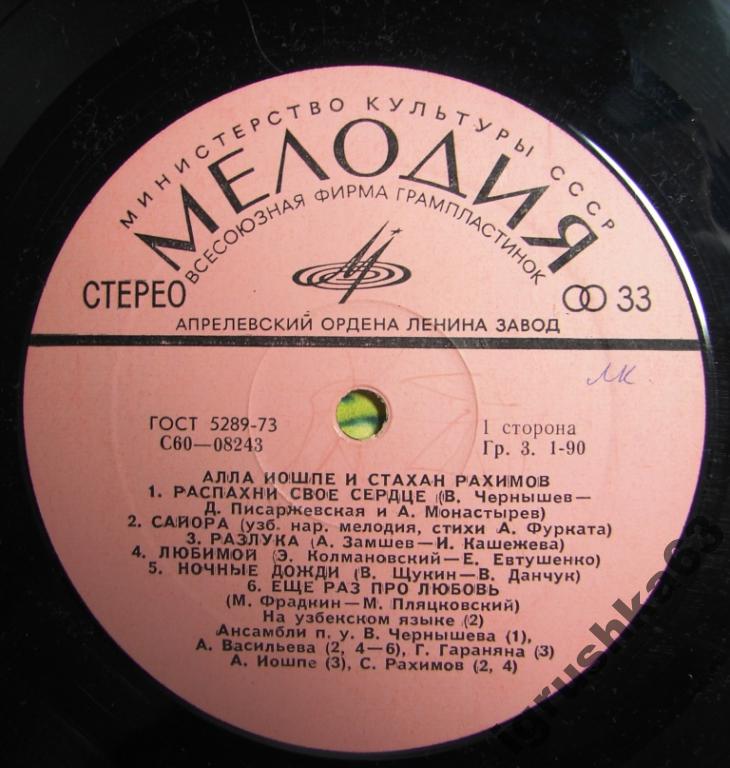 МИНИСТЕРСТВО КУЛЬТУРЫ СССР
МЕЛОДИЯ
ВСЕСОЮЗНАЯ ФИРМА ГРАМПЛАСТИНОК
СТЕРЕО
33
АПРЕЛЕВСКИЙ ОРДЕНА ЛЕНИНА ЗАВОД
лк.
ГОСТ 5289-73
С60—08243
1 сторона
Гр. 3. 1-90
АЛЛА ИОШПЕ И СТАХАН РАХИМОВ
1. РАСПАХНИ СВОЕ СЕРДЦЕ (В. Чернышев—
Д. Писаржевская и А. Монастырев)
2. САЙОРА (узб. нар. мелодия, стихи А. Фурката)
3. РАЗЛУКА (А. Замшев—И. Кашежева)
4. ЛЮБИМОЙ (Э. Колмановский—Е. Евтушенко)
5. НОЧНЫЕ ДОЖДИ (В. Щукин—В. Данчук)
6. ЕЩЕ РАЗ ПРО ЛЮБОВЬ
(М. Фрадкин—М. Пляцковский)
На узбекском языке (2)
Ансамбли п. у В. Чернышева (1),
А. Васильева (2, 4—6), Г. Гараняна (3)
А. Иошпе (3), С. Рахимов (2, 4)
igrushka63